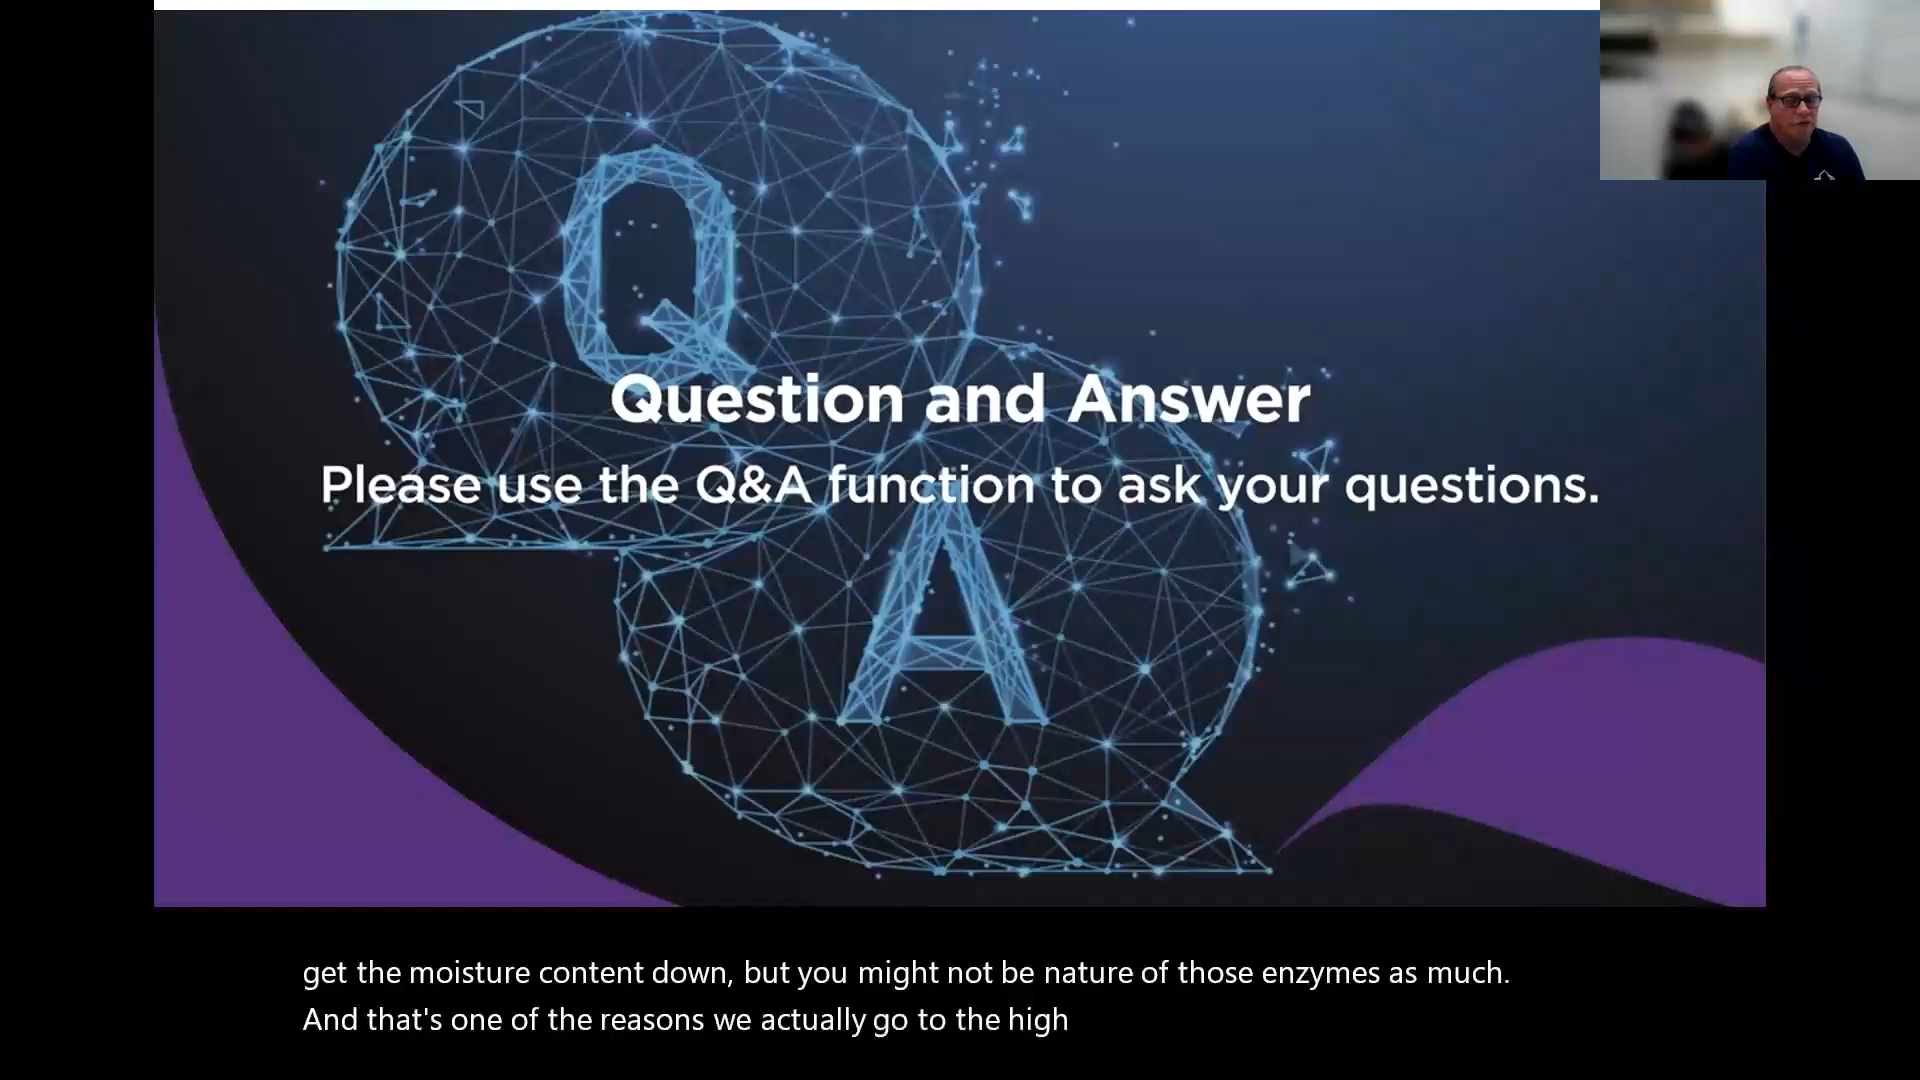 Q
Question and Answer
Please use the Q&A function to ask your questions.
A
get the moisture content down, but you might not be nature of those enzymes as much.
And that's one of the reasons we actually go to the high